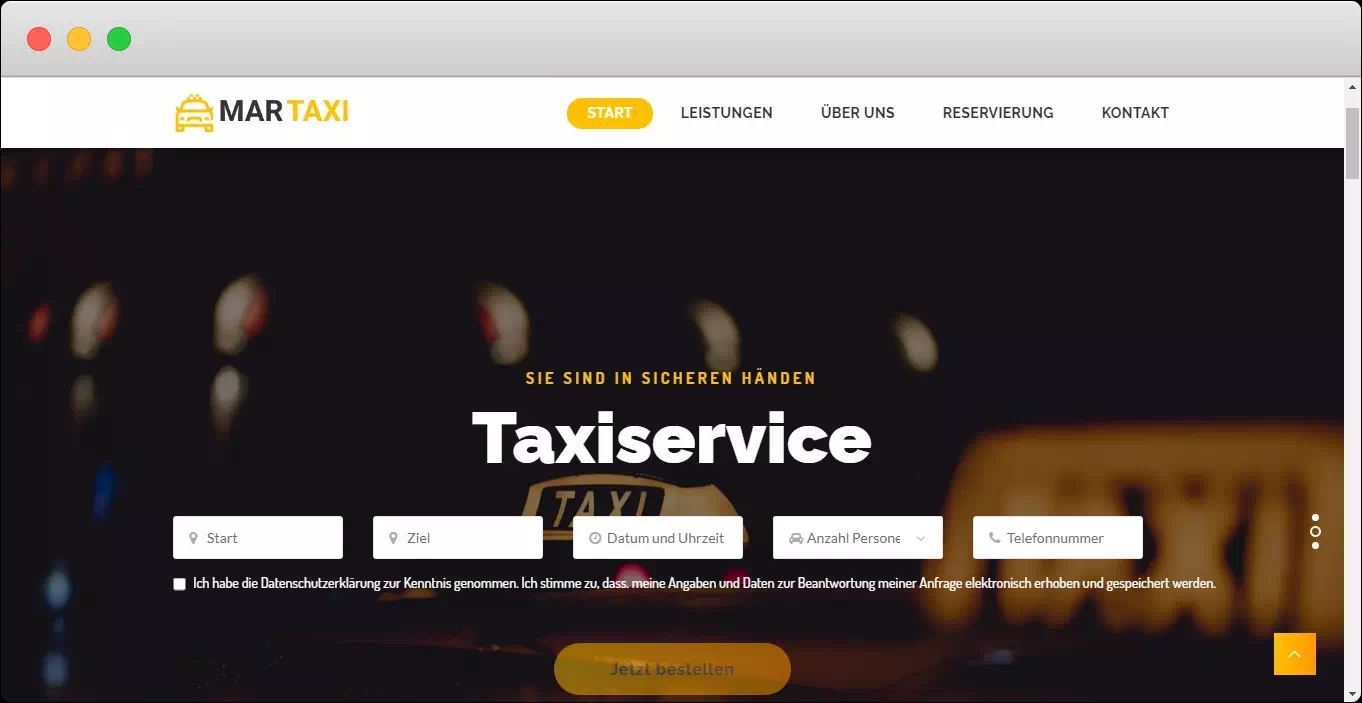 MAR TAXI
START LEISTUNGEN ÜBER UNS RESERVIERUNG KONTAKT
SIE SIND IN SICHEREN HÄNDEN
Taxiservice
TAXI
Start Ziel Datum und Uhrzeit Anzahl Persone Telefonnummer
Ich habe die Datenschutzerklärung zur Kenntnis genommen. Ich stimme zu, dass. meine Angaben und Daten zur Beantwortung meiner Anfrage elektronisch erhoben und gespeichert werden.
Jetzt bestellen